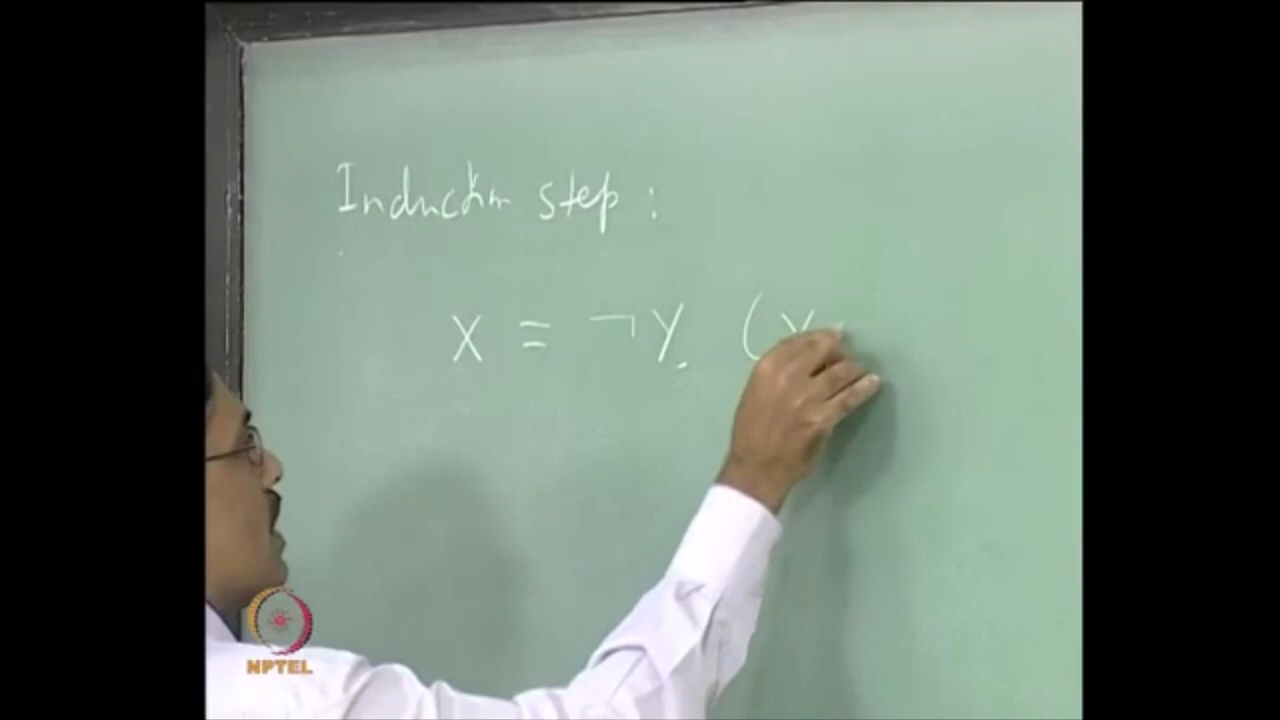 Induction step :
X = ¬Y. (Y
NPTEL